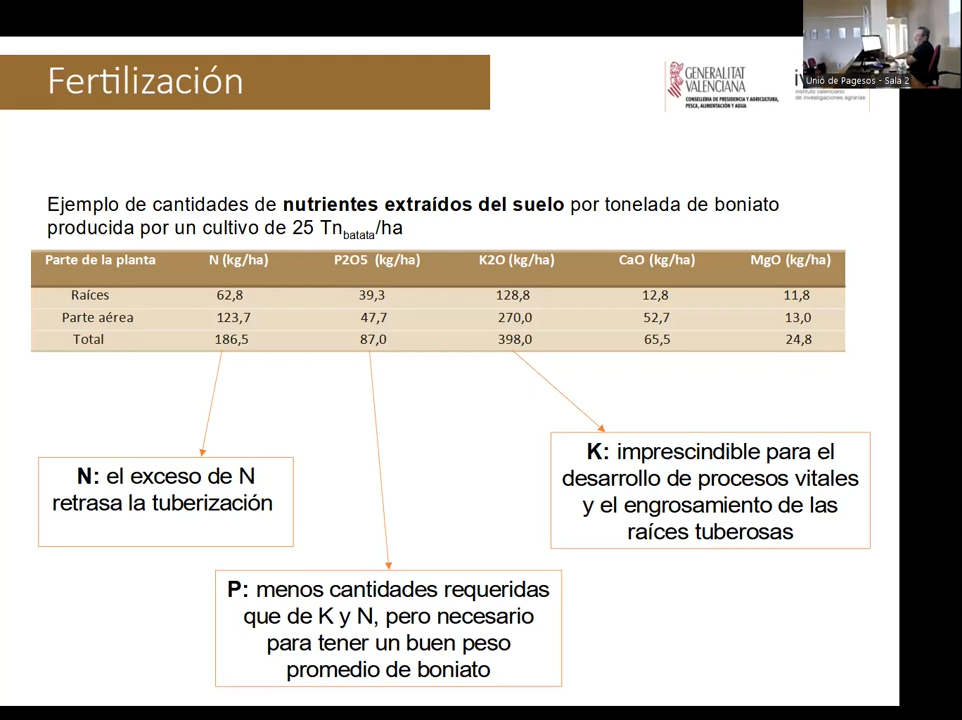 Fertilización
GENERALITAT
VALENCIANA
CONSELLERIA DE PRESIDENCIA Y AGRICULTURA,
PESCA, ALIMENTACIÓN Y AGUA
instituto valenciano
de investigaciones agrarias
Unió de Pagesos - Sala 2
Ejemplo de cantidades de nutrientes extraídos del suelo por tonelada de boniato
producida por un cultivo de 25 Tnbatata/ha
Parte de la planta N (kg/ha) P2O5 (kg/ha) K2O (kg/ha) CaO (kg/ha) MgO (kg/ha)
Raíces 62,8 39,3 128,8 12,8 11,8
Parte aérea 123,7 47,7 270,0 52,7 13,0
Total 186,5 87,0 398,0 65,5 24,8
N: el exceso de N
retrasa la tuberización
K: imprescindible para el
desarrollo de procesos vitales
y el engrosamiento de las
raíces tuberosas
P: menos cantidades requeridas
que de K y N, pero necesario
para tener un buen peso
promedio de boniato